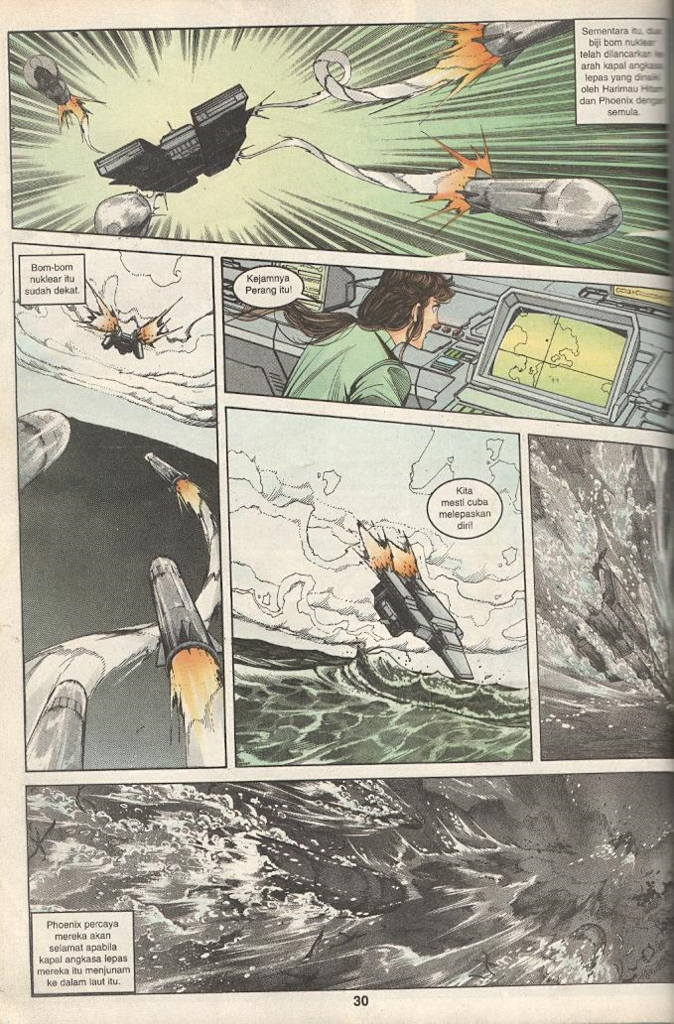 Sementara itu, dua
biji bom nuklear
telah dilancarkan ke
arah kapal angkasa
lepas yang dinaiki
oleh Harimau Hitam
dan Phoenix dengan
semula.
Bom-bom
nuklear itu
sudah dekat.
Kejamnya
Perang itu!
Kita
mesti cuba
melepaskan
diri!
Phoenix percaya
mereka akan
selamat apabila
kapal angkasa lepas
mereka itu menjunam
ke dalam laut itu.
30